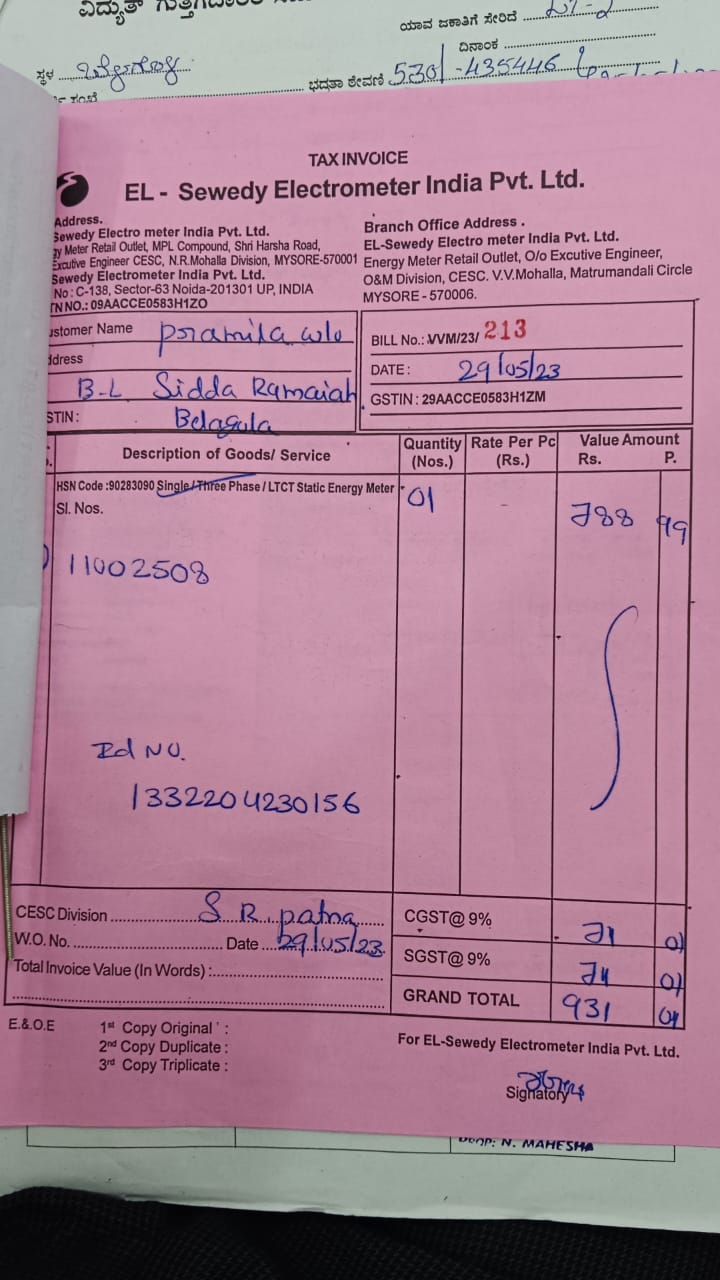 ವಿದ್ಯುತ್
ಯಾವ ಜಕಾತಿಗೆ ಸೇರಿದೆ
ದಿನಾಂಕ
ಸ್ಥಳ
ಭದ್ರತಾ ಠೇವಣಿ 530/ -435446
TAX INVOICE
EL - Sewedy Electrometer India Pvt. Ltd.
Address.
Sewedy Electro meter India Pvt. Ltd.
gy Meter Retail Outlet, MPL Compound, Shri Harsha Road,
Excutive Engineer CESC, N.R.Mohalla Division, MYSORE-570001
Sewedy Electrometer India Pvt. Ltd.
No : C-138, Sector-63 Noida-201301 UP, INDIA
TN NO.: 09AACCE0583H1ZO
Branch Office Address .
EL-Sewedy Electro meter India Pvt. Ltd.
Energy Meter Retail Outlet, O/o Excutive Engineer,
O&M Division, CESC. V.V.Mohalla, Matrumandali Circle
MYSORE - 570006.
ustomer Name Pramila w/o
ddress
B.L. Sidda Ramaiah
STIN : Belagula
BILL No.: VVM/23/ 213
DATE : 29/05/23
GSTIN : 29AACCE0583H1ZM
Description of Goods/ Service
Quantity (Nos.)
Rate Per Pc (Rs.)
Value Amount
Rs. P.
HSN Code :90283090 Single/Three Phase / LTCT Static Energy Meter 01 - 788 99
Sl. Nos.
11002508
Id NO.
1332204230156
CESC Division S.R. patna
W.O. No. Date 29/05/23
Total Invoice Value (In Words) :
CGST@ 9% 71 01
SGST@ 9% 71 01
GRAND TOTAL 931 01
E.&.O.E
1st Copy Original :
2nd Copy Duplicate :
3rd Copy Triplicate :
For EL-Sewedy Electrometer India Pvt. Ltd.
Signatory
N. MAHESHA